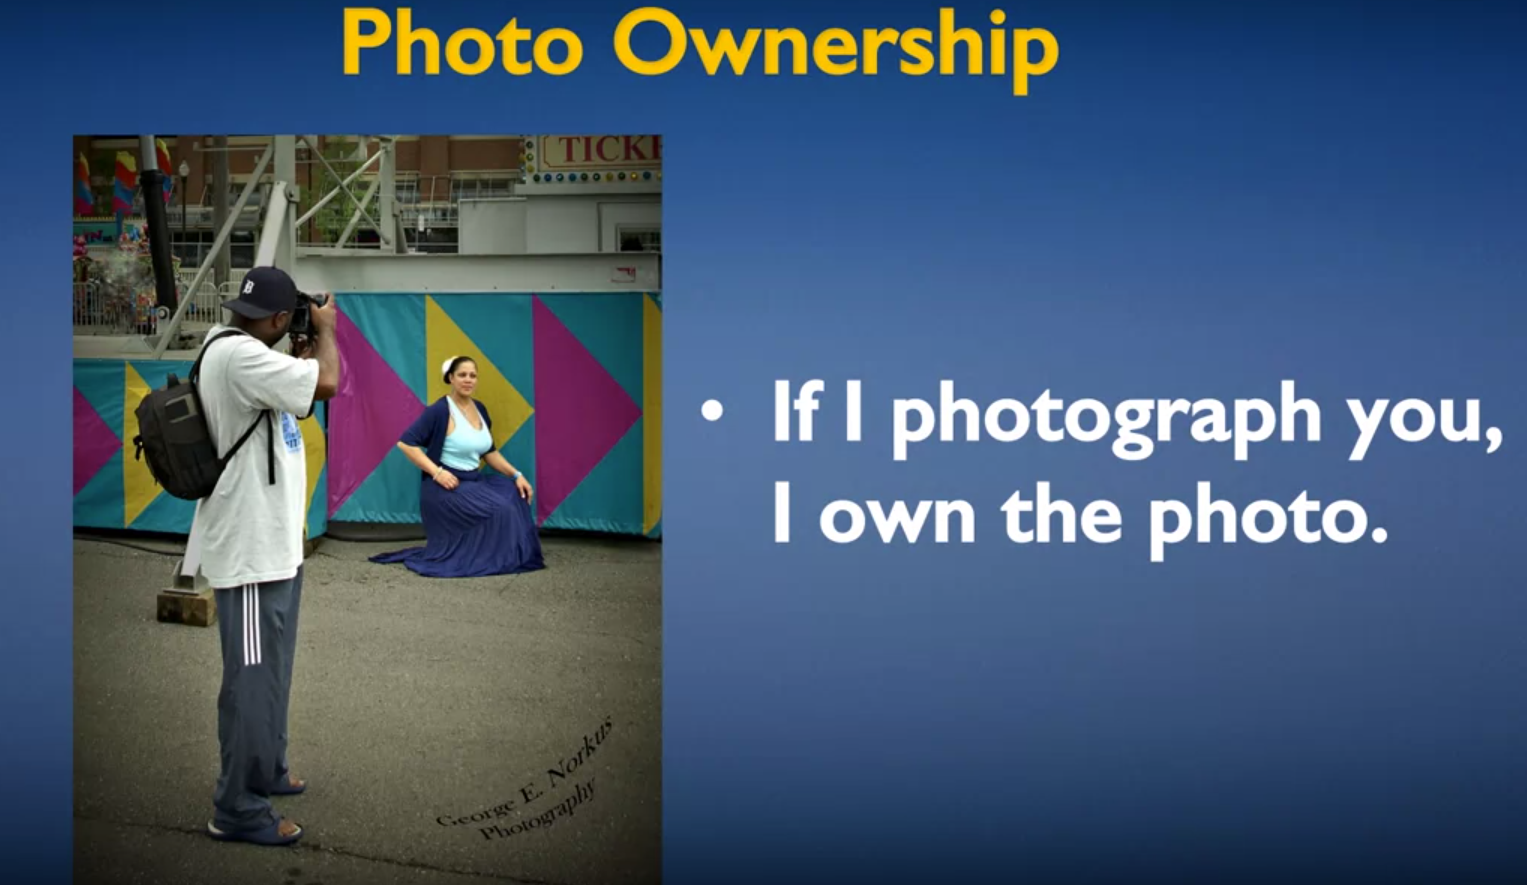 Photo Ownership
TICK
• If I photograph you,
I own the photo.
George E. Norkus
Photography